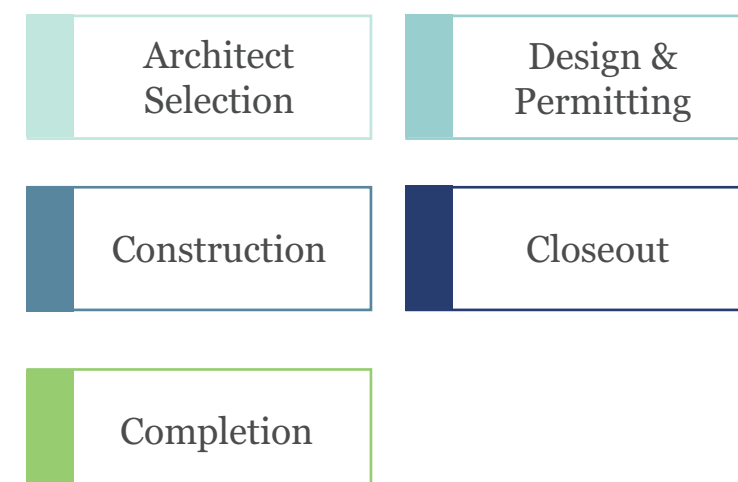 Architect
Selection
Design &
Permitting
Construction
Closeout
Completion